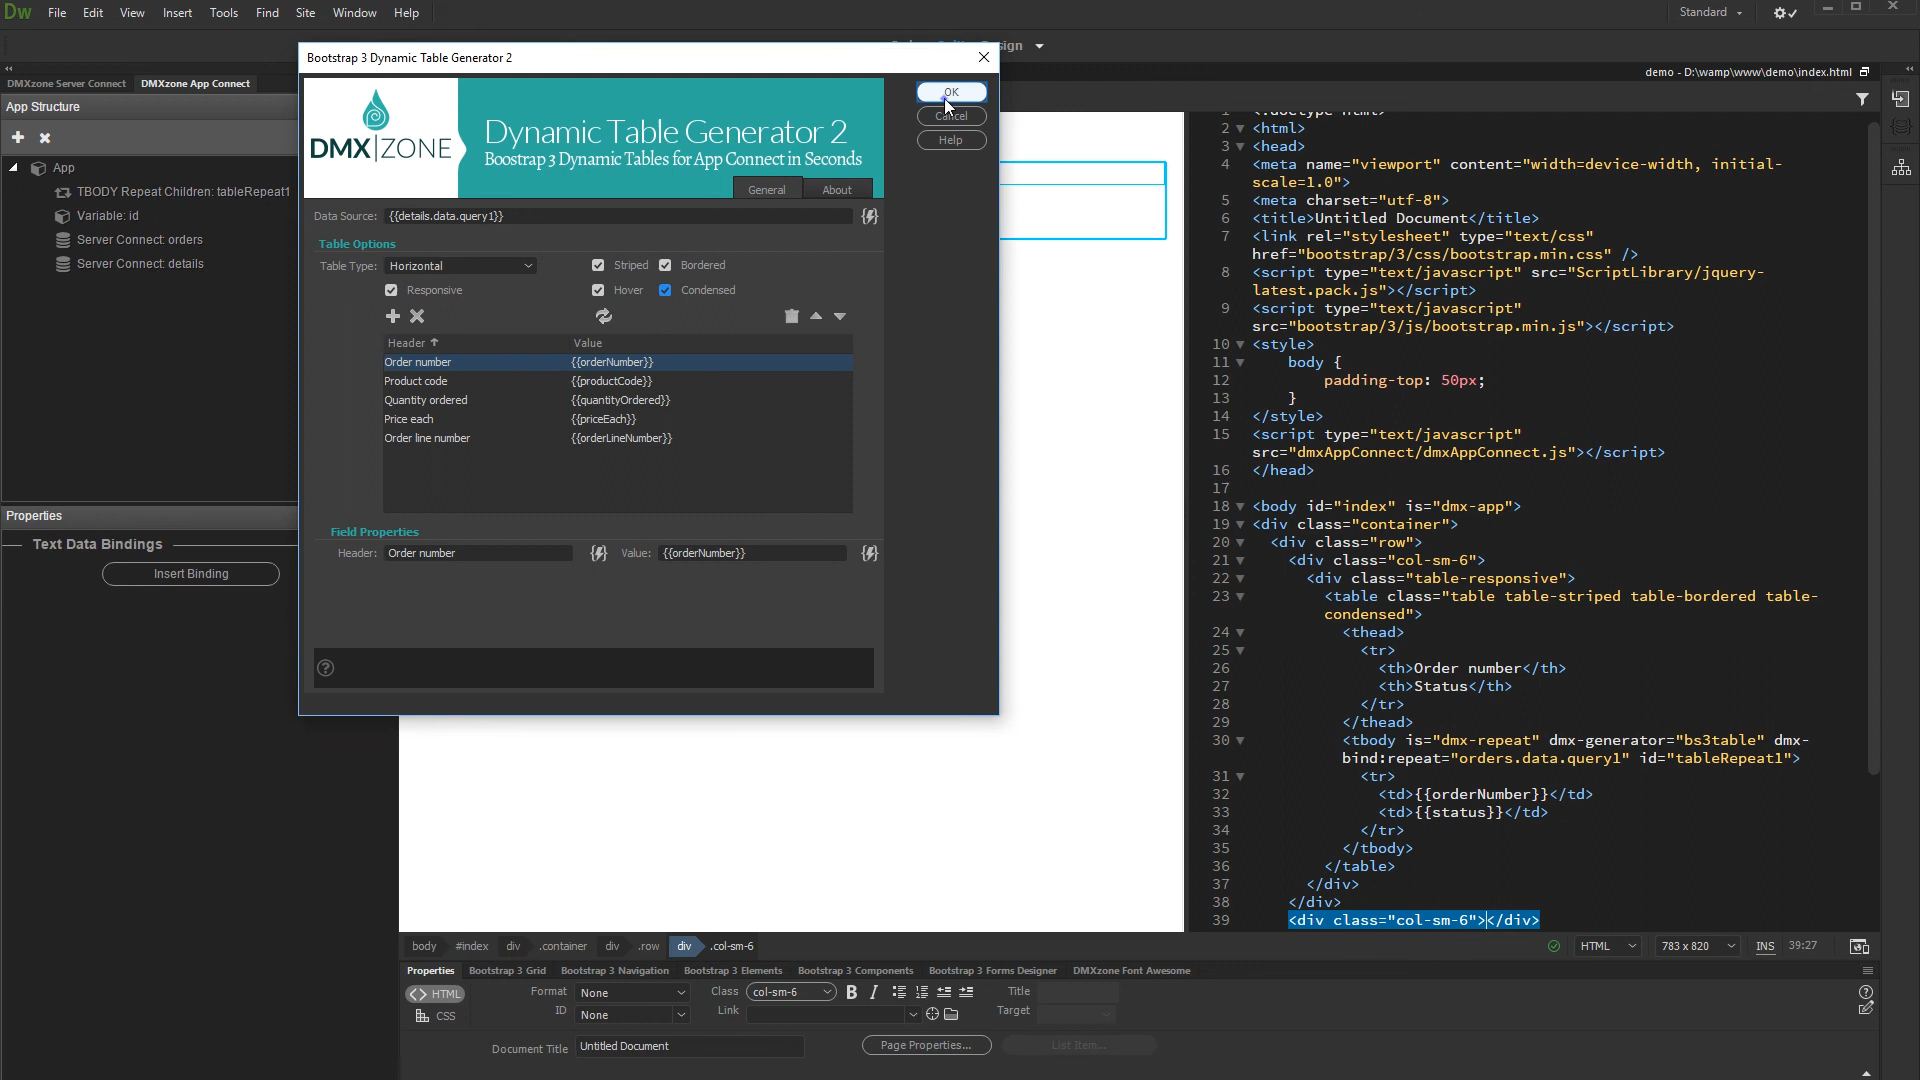 Dw File Edit View Insert Tools Find Site Window Help
Standard
Bootstrap 3 Dynamic Table Generator 2
DMXzone Server Connect DMXzone App Connect
demo - D:\wamp\www\demo\index.html
App Structure
App
TBODY Repeat Children: tableRepeat1
Variable: id
Server Connect: orders
Server Connect: details
Properties
Text Data Bindings
Insert Binding
DMX|ZONE
Dynamic Table Generator 2
Boostrap 3 Dynamic Tables for App Connect in Seconds
General About
OK
Cancel
Help
Data Source: {{details.data.query1}}
Table Options
Table Type: Horizontal Striped Bordered
Responsive Hover Condensed
Header Value
Order number {{orderNumber}}
Product code {{productCode}}
Quantity ordered {{quantityOrdered}}
Price each {{priceEach}}
Order line number {{orderLineNumber}}
Field Properties
Header: Order number Value: {{orderNumber}}
2 <html>
3 <head>
4 <meta name="viewport" content="width=device-width, initial-
scale=1.0">
5 <meta charset="utf-8">
6 <title>Untitled Document</title>
7 <link rel="stylesheet" type="text/css"
href="bootstrap/3/css/bootstrap.min.css" />
8 <script type="text/javascript" src="ScriptLibrary/jquery-
latest.pack.js"></script>
9 <script type="text/javascript"
src="bootstrap/3/js/bootstrap.min.js"></script>
10 <style>
11 body {
12 padding-top: 50px;
13 }
14 </style>
15 <script type="text/javascript"
src="dmxAppConnect/dmxAppConnect.js"></script>
16 </head>
17
18 <body id="index" is="dmx-app">
19 <div class="container">
20 <div class="row">
21 <div class="col-sm-6">
22 <div class="table-responsive">
23 <table class="table table-striped table-bordered table-
condensed">
24 <thead>
25 <tr>
26 <th>Order number</th>
27 <th>Status</th>
28 </tr>
29 </thead>
30 <tbody is="dmx-repeat" dmx-generator="bs3table" dmx-
bind:repeat="orders.data.query1" id="tableRepeat1">
31 <tr>
32 <td>{{orderNumber}}</td>
33 <td>{{status}}</td>
34 </tr>
35 </tbody>
36 </table>
37 </div>
38 </div>
39 <div class="col-sm-6"></div>
body #index div .container div .row div .col-sm-6
HTML 783 x 820 INS 39:27
Properties Bootstrap 3 Grid Bootstrap 3 Navigation Bootstrap 3 Elements Bootstrap 3 Components Bootstrap 3 Forms Designer DMXzone Font Awesome
<> HTML Format None Class col-sm-6 B I Title
CSS ID None Link Target
Document Title Untitled Document Page Properties... List Item...